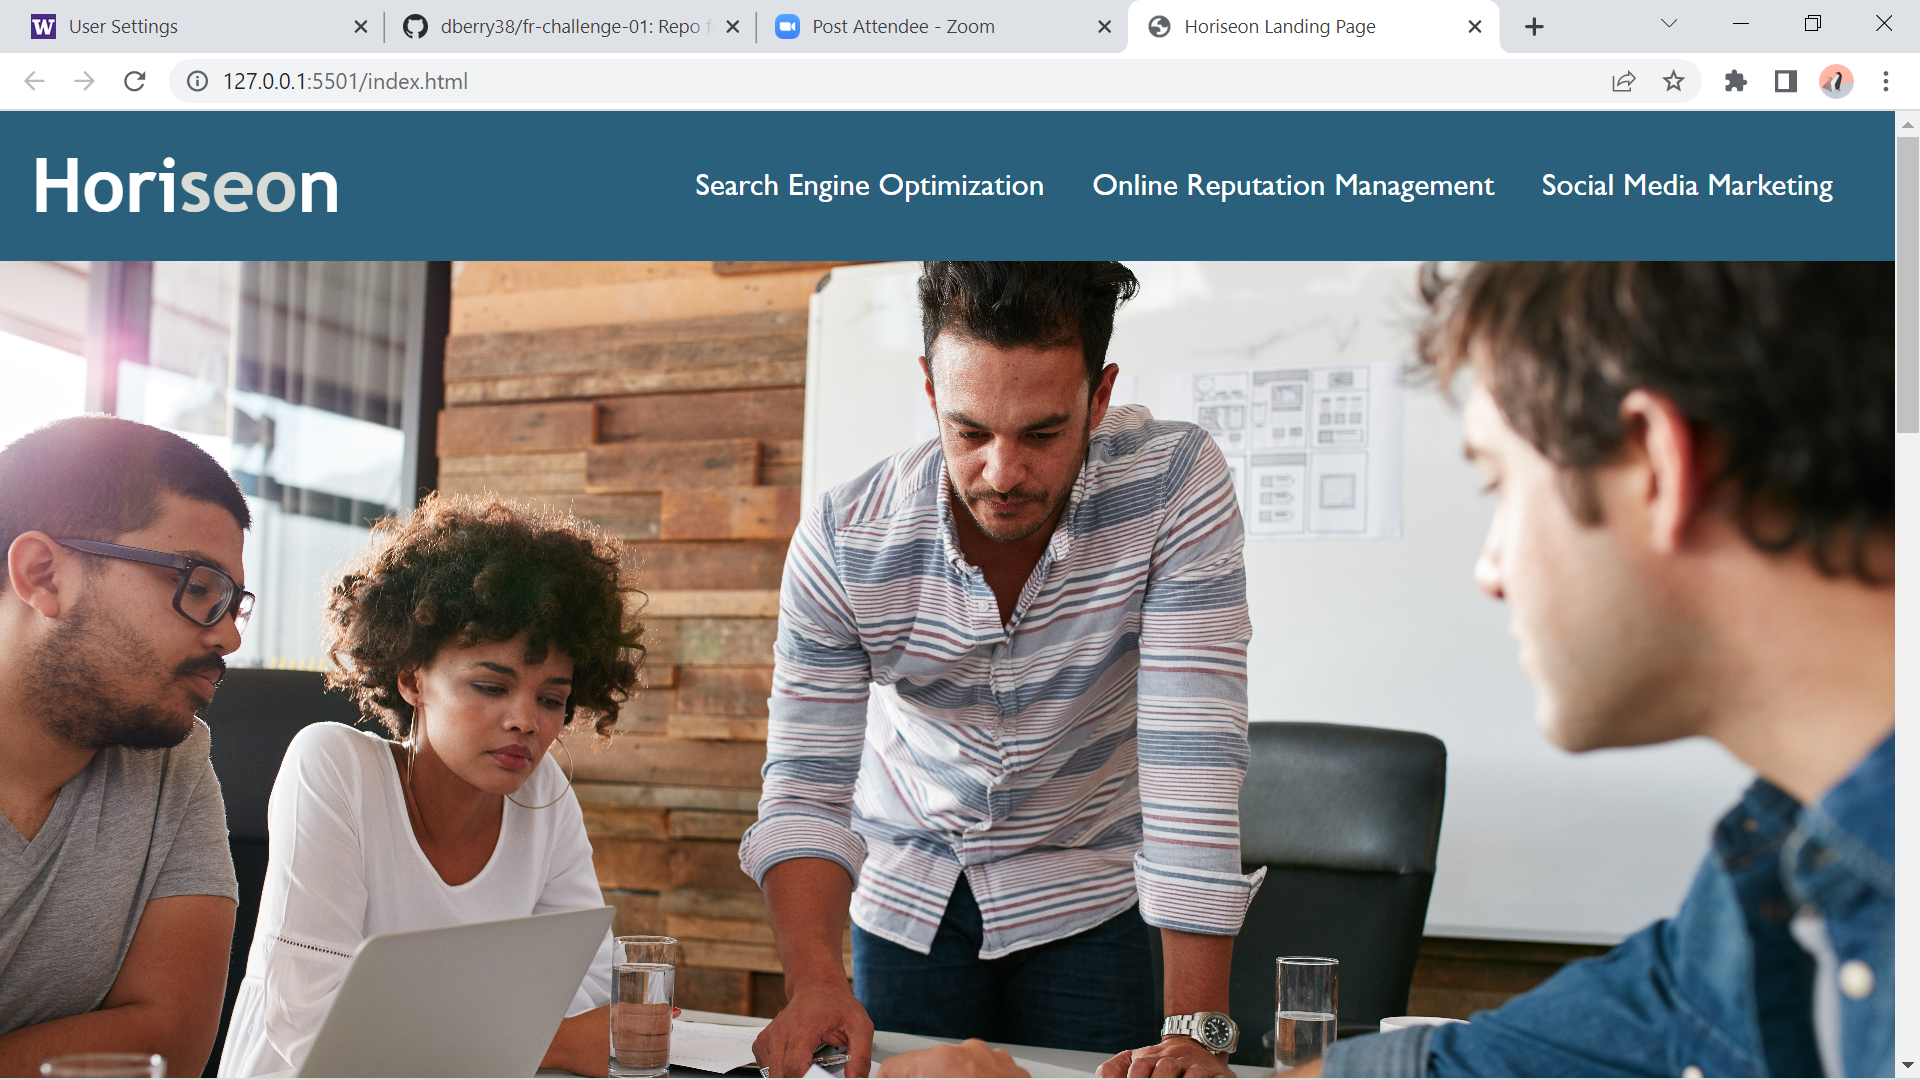 User Settings
dberry38/fr-challenge-01: Repo f
Post Attendee - Zoom
Horiseon Landing Page
127.0.0.1:5501/index.html
Horiseon
Search Engine Optimization
Online Reputation Management
Social Media Marketing